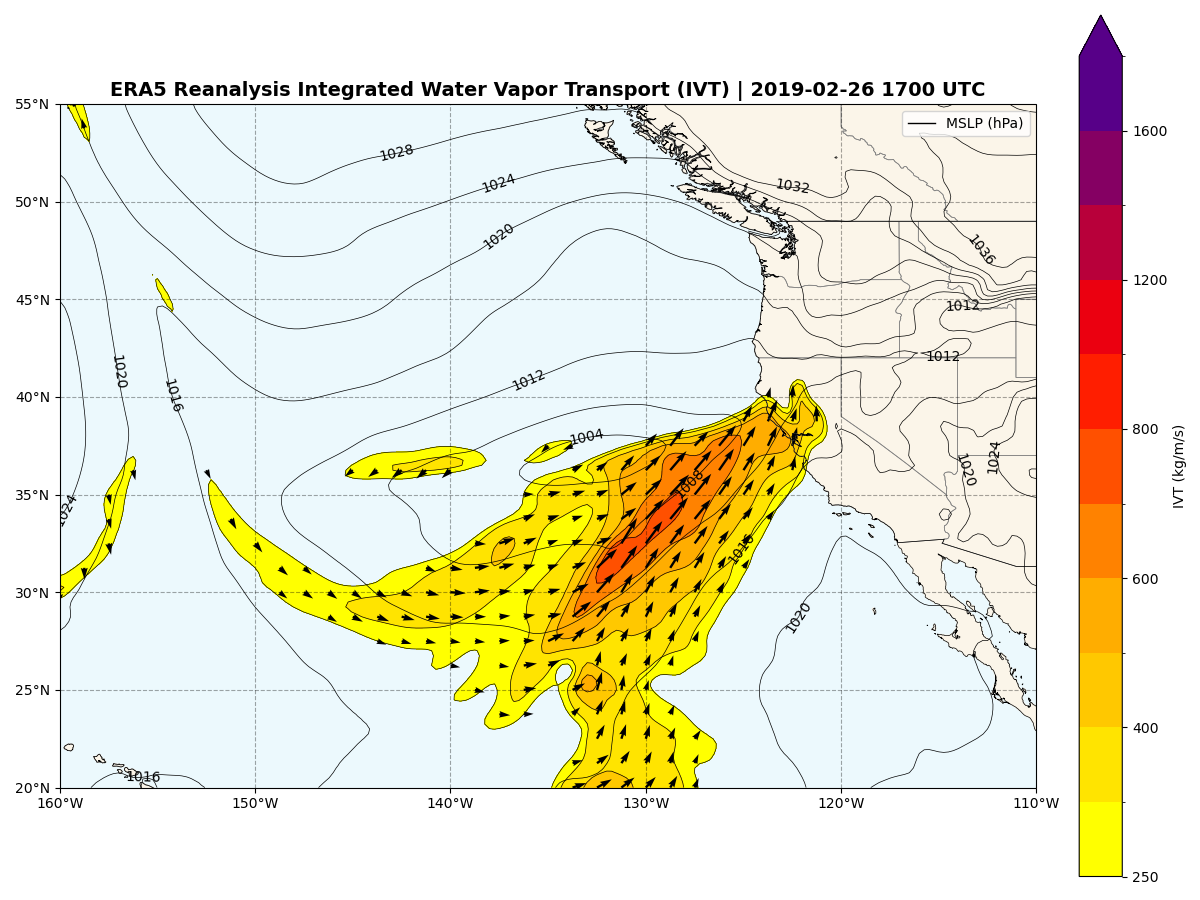 ERA5 Reanalysis Integrated Water Vapor Transport (IVT) | 2019-02-26 1700 UTC
MSLP (hPa)
55°N
50°N
45°N
40°N
35°N
30°N
25°N
20°N
160°W
150°W
140°W
130°W
120°W
110°W
1028
1024
1020
1032
1036
1012
1012
1012
1020
1016
1004
1008
1016
1020
1024
1020
1024
1016
1600
1200
800
600
400
250
IVT (kg/m/s)